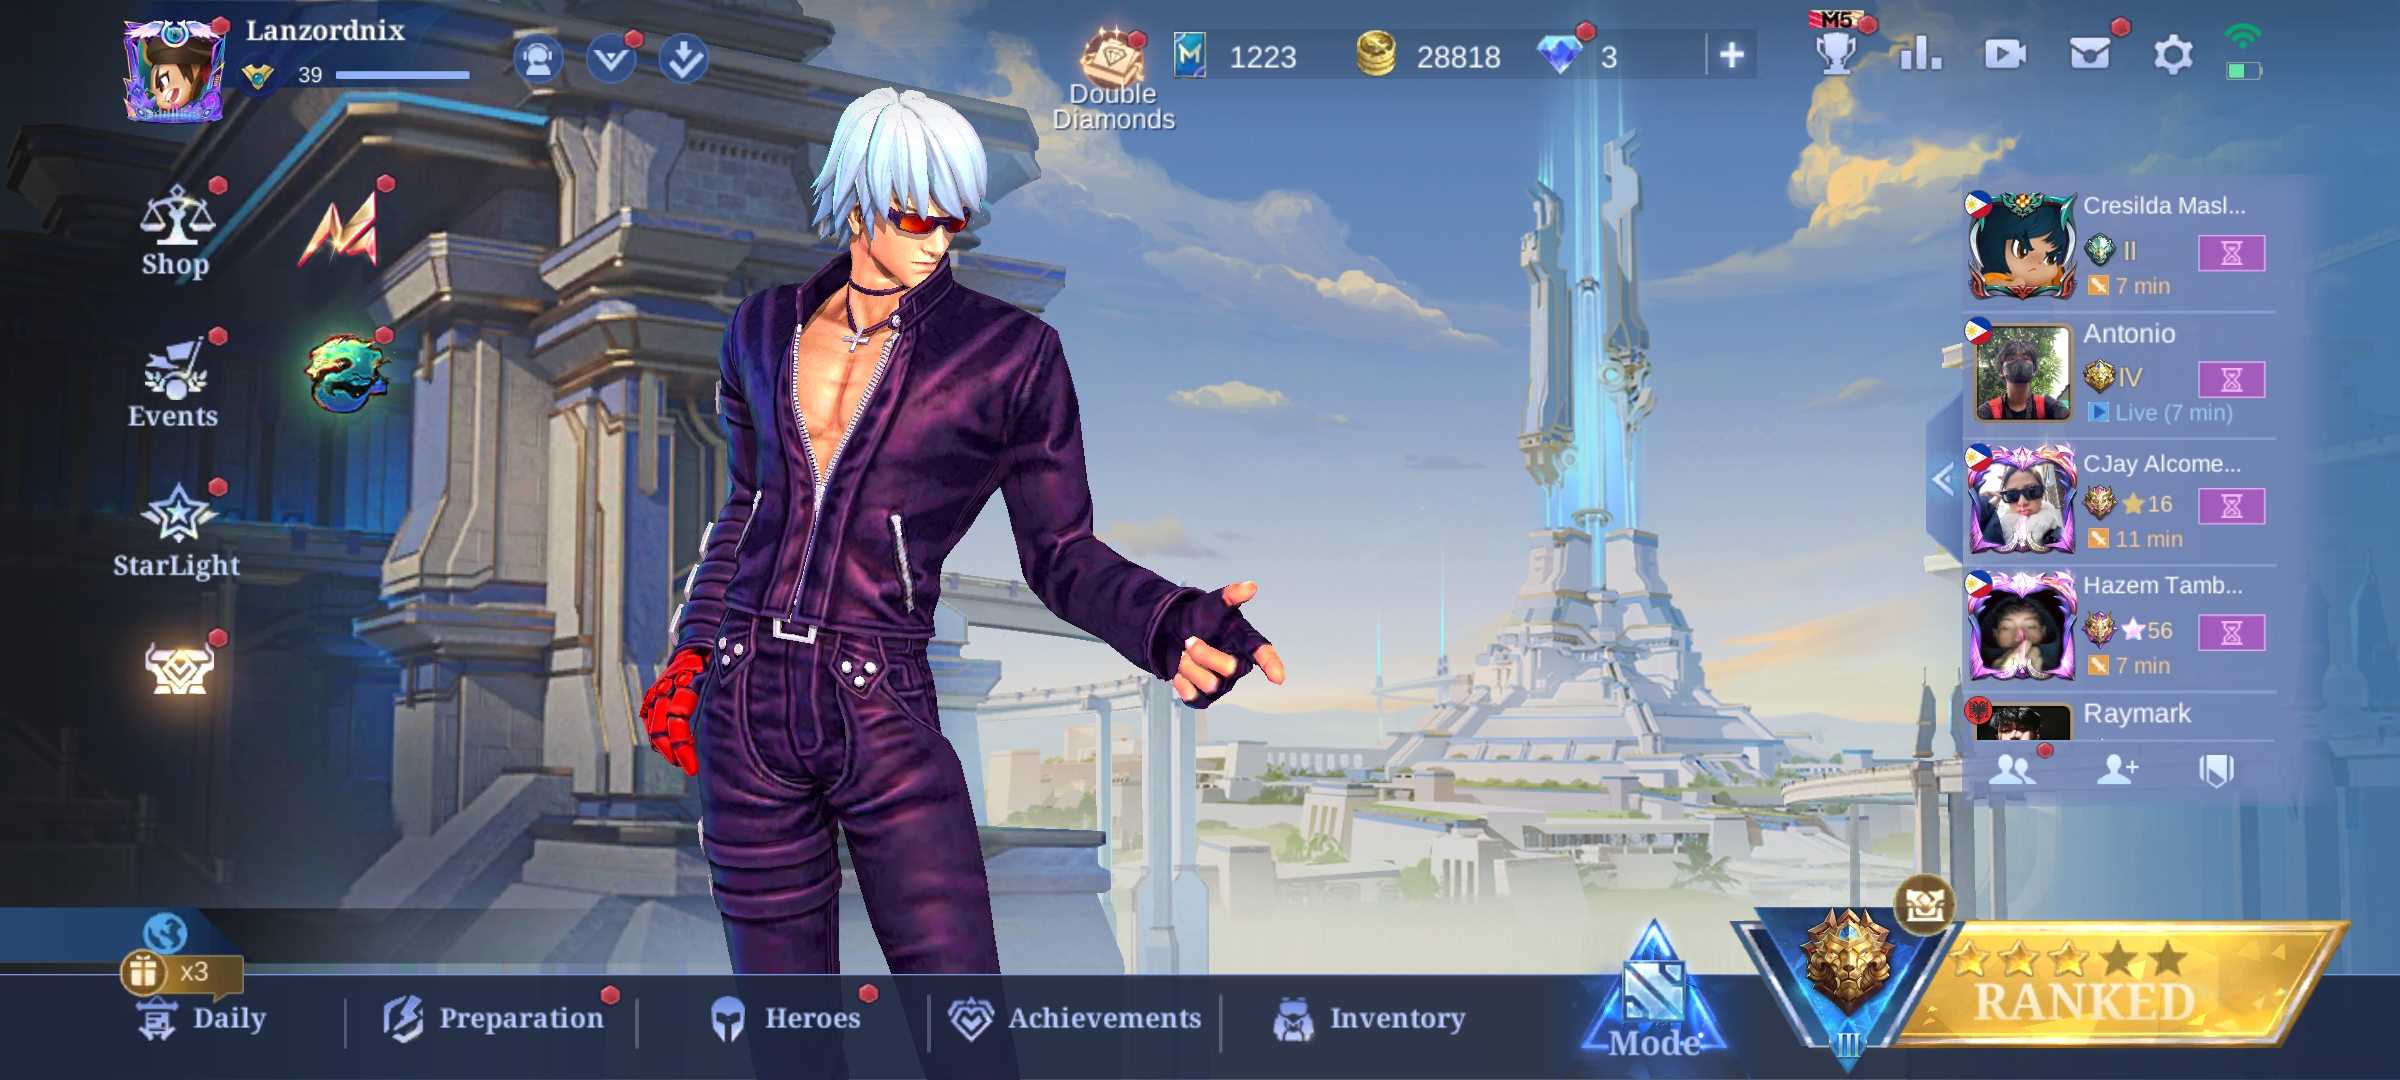 Lanzordnix
39
Double
Diamonds
1223
28818
3
M5
Shop
Events
StarLight
Cresilda Masl...
II
7 min
Antonio
IV
Live (7 min)
CJay Alcome...
16
11 min
Hazem Tamb...
56
7 min
Raymark
x3
Daily
Preparation
Heroes
Achievements
Inventory
Mode
III
RANKED